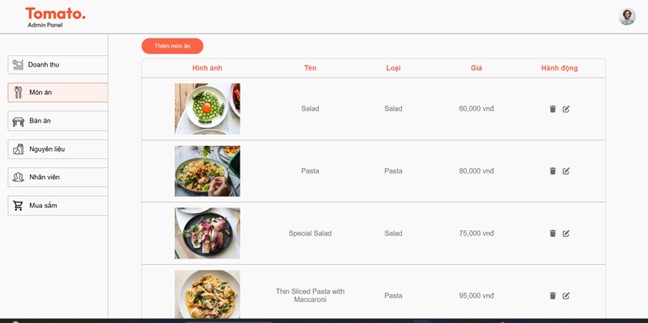 Tomato.
Admin Panel
Thêm món ăn
Doanh thu
Món ăn
Bàn ăn
Nguyên liệu
Nhân viên
Mua sắm
Hình ảnh Tên Loại Giá Hành động
Salad Salad 60,000 vnđ
Pasta Pasta 80,000 vnđ
Special Salad Salad 75,000 vnđ
Thin Sliced Pasta with
Maccaroni Pasta 95,000 vnđ